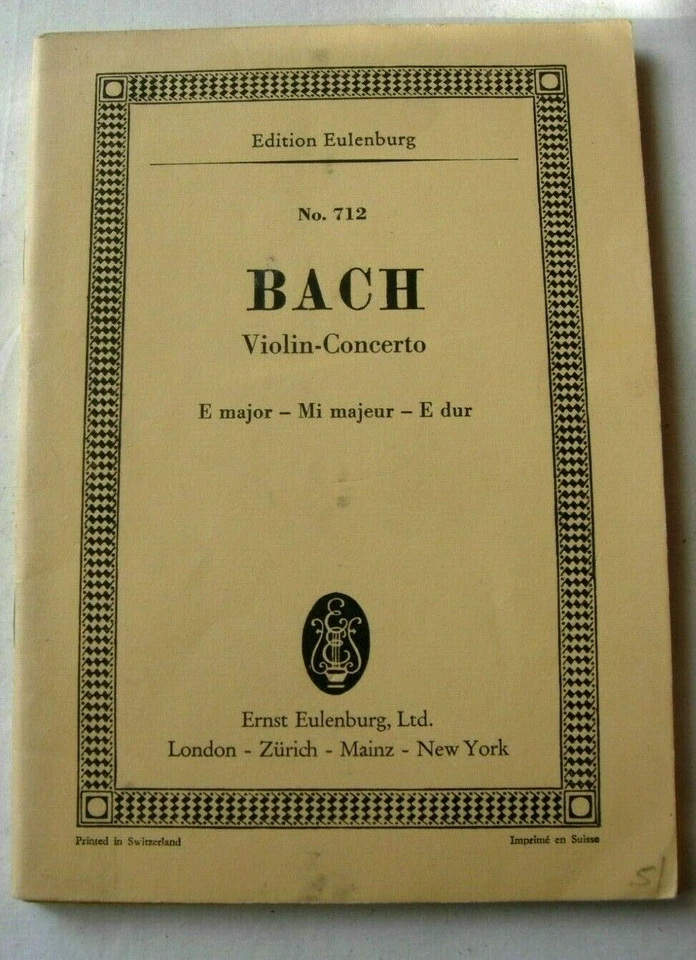 Edition Eulenburg
No. 712
BACH
Violin-Concerto
E major – Mi majeur – E dur
Ernst Eulenburg, Ltd.
London - Zürich - Mainz - New York
Printed in Switzerland
Imprimé en Suisse
5/